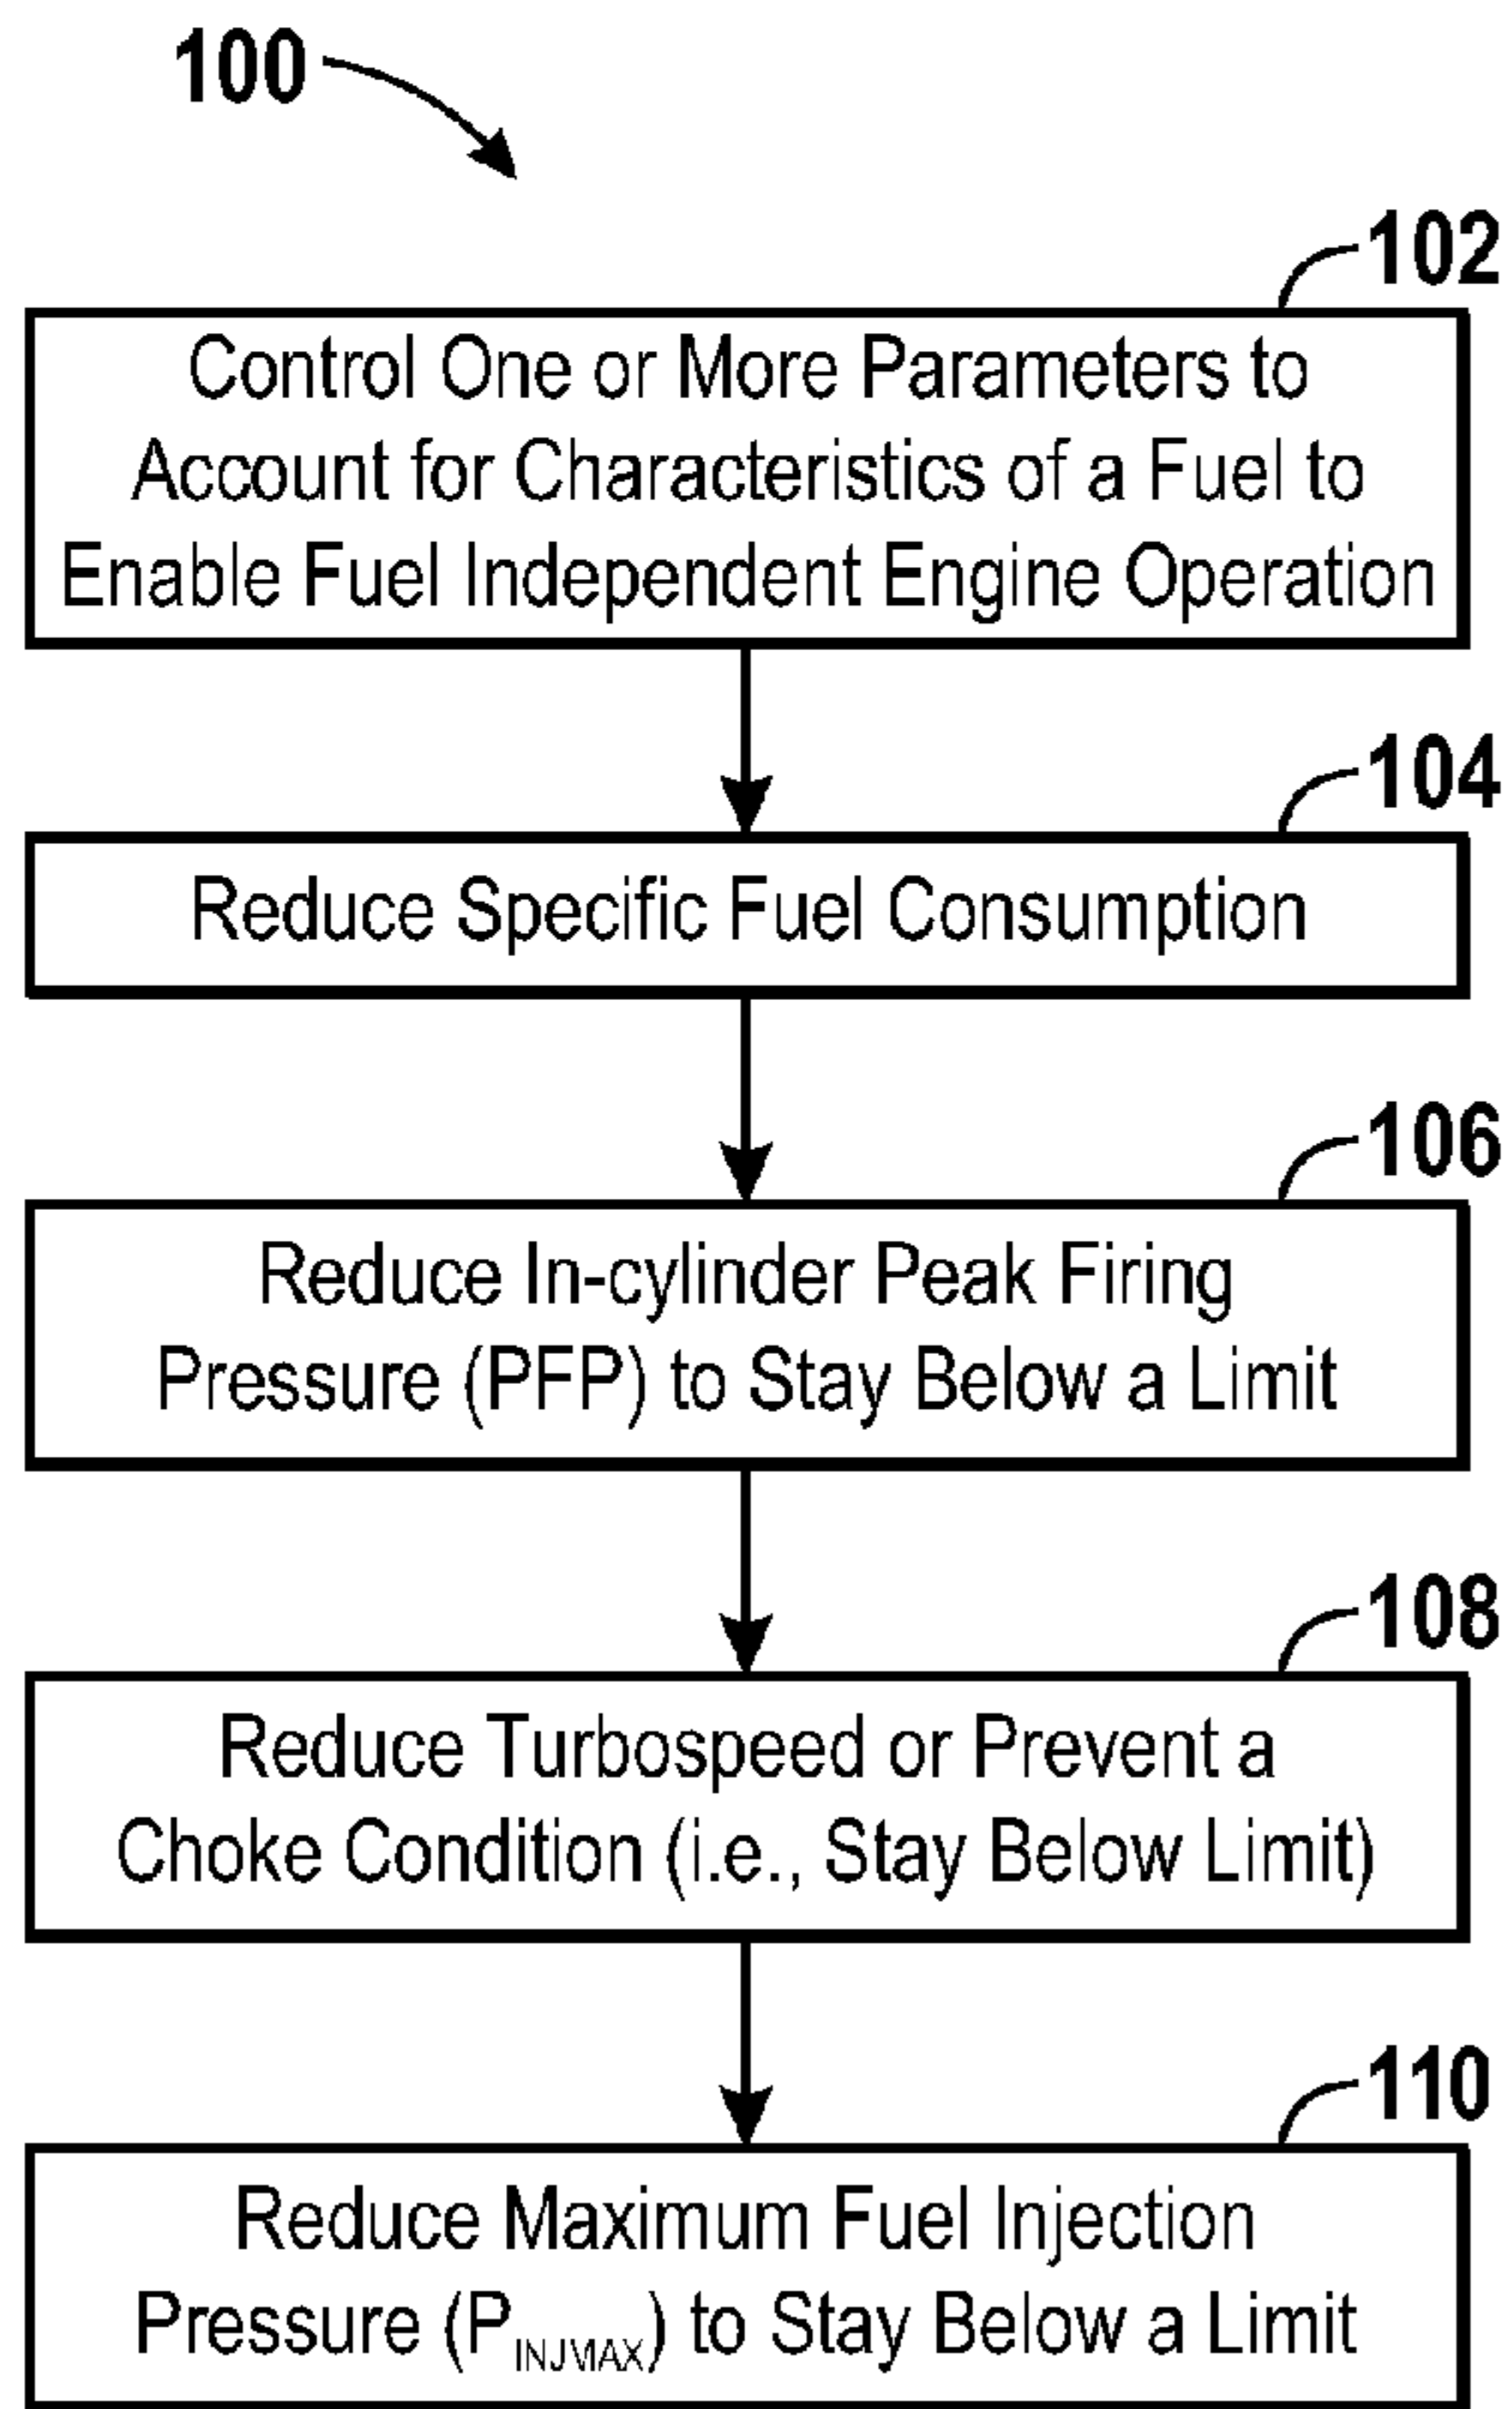 100
102
Control One or More Parameters to
Account for Characteristics of a Fuel to
Enable Fuel Independent Engine Operation
104
Reduce Specific Fuel Consumption
106
Reduce In-cylinder Peak Firing
Pressure (PFP) to Stay Below a Limit
108
Reduce Turbospeed or Prevent a
Choke Condition (i.e., Stay Below Limit)
110
Reduce Maximum Fuel Injection
Pressure (PINJMAX) to Stay Below a Limit